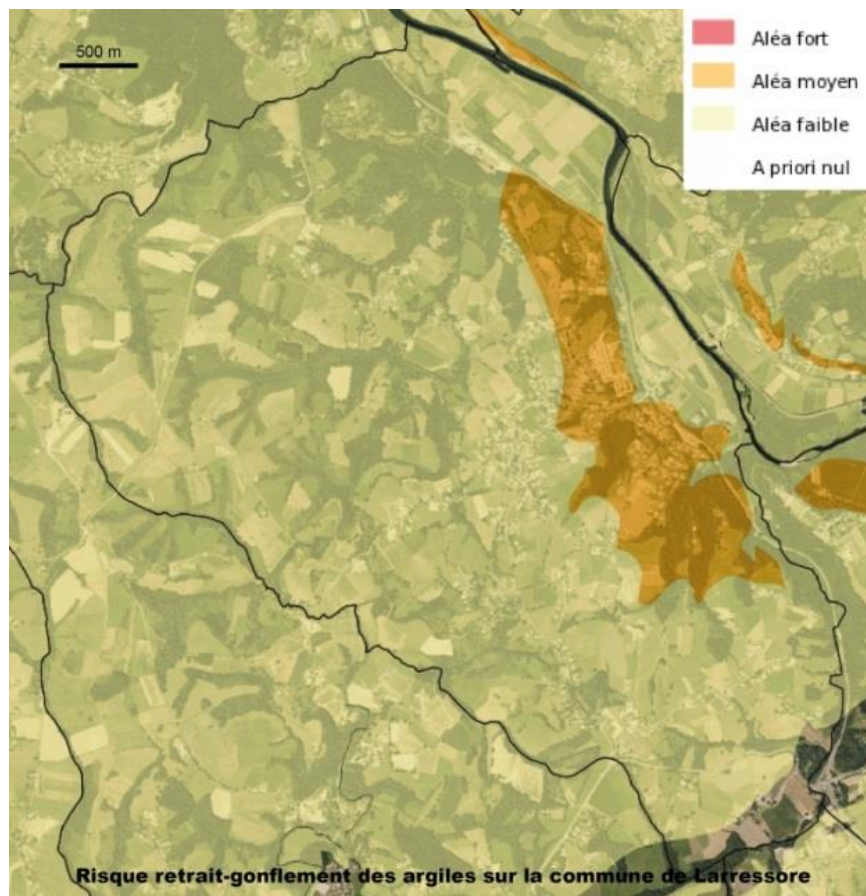 500 m
Aléa fort
Aléa moyen
Aléa faible
A priori nul
Risque retrait-gonflement des argiles sur la commune de Larressore